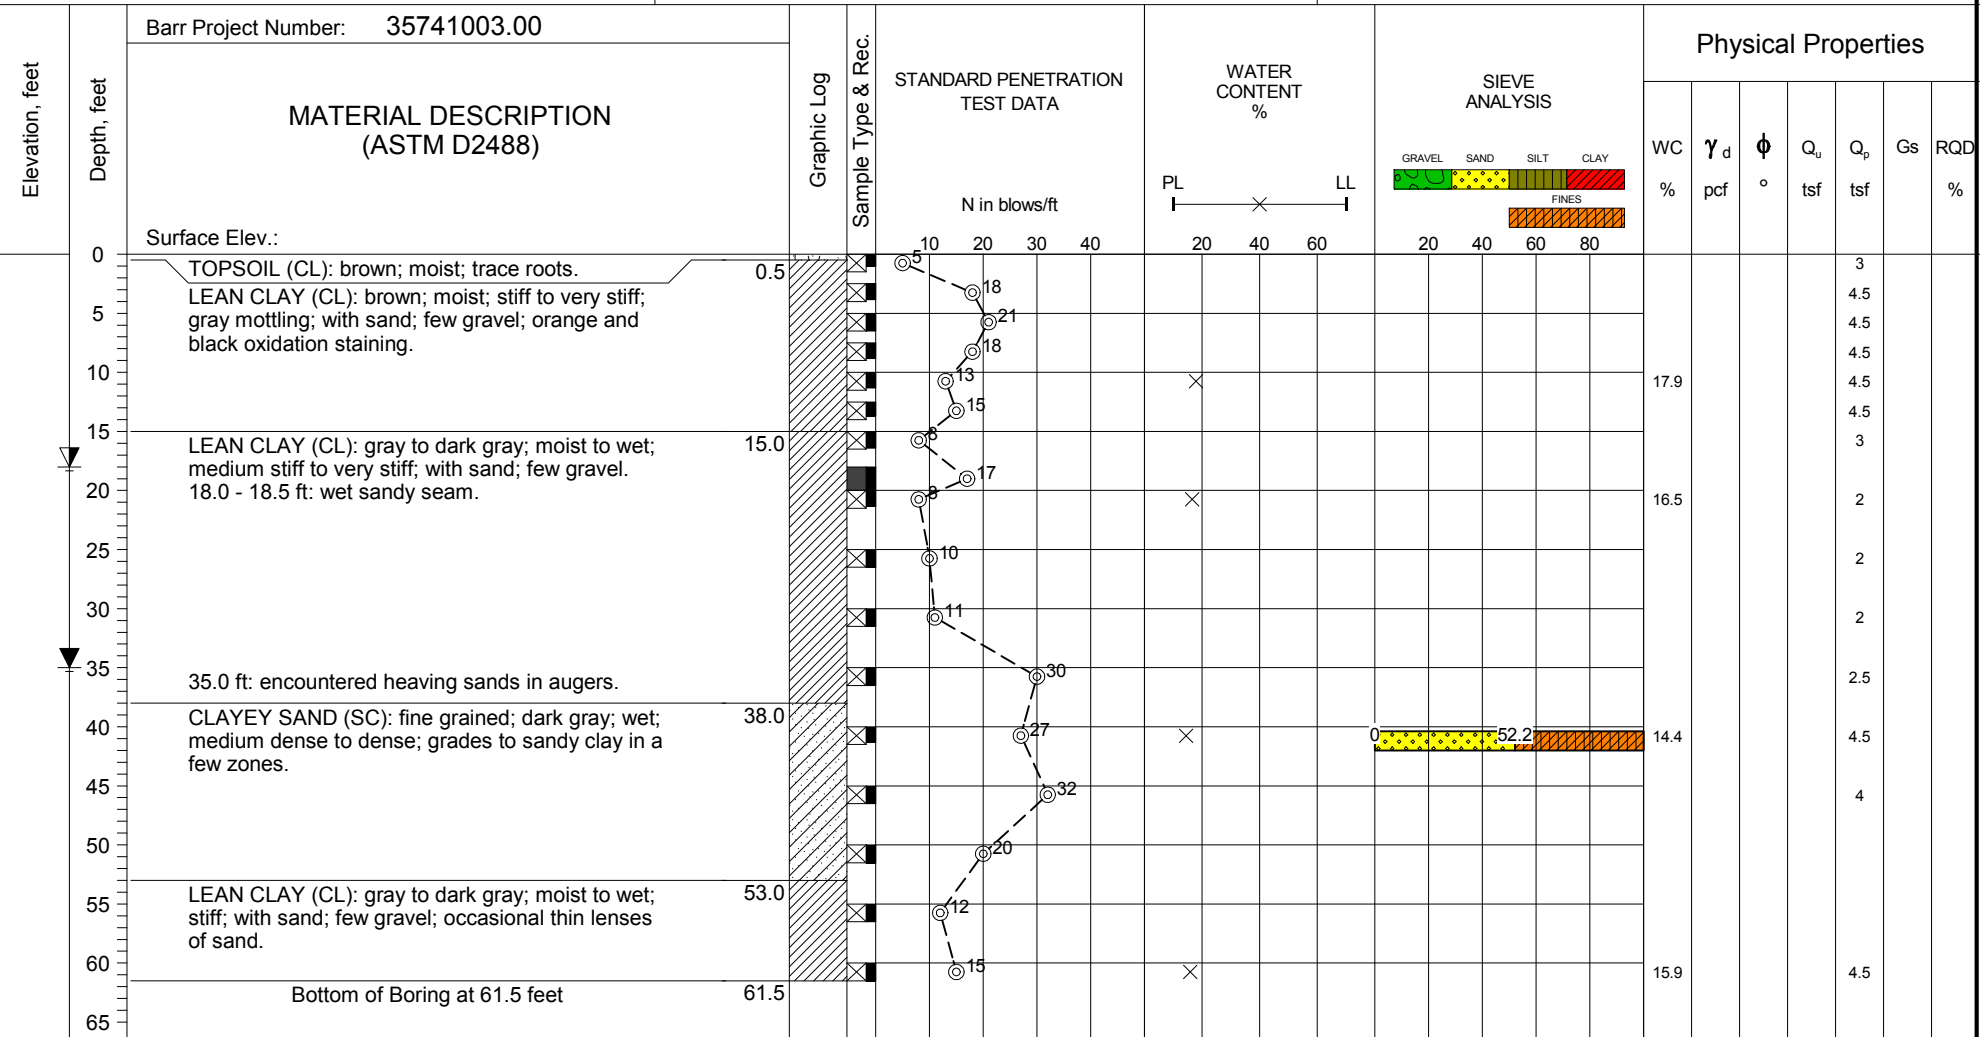 Barr Project Number: 35741003.00
Elevation, feet
Depth, feet
MATERIAL DESCRIPTION
(ASTM D2488)
Surface Elev.:
Graphic Log
Sample Type & Rec.
STANDARD PENETRATION
TEST DATA
N in blows/ft
10 20 30 40
WATER
CONTENT
%
PL LL
20 40 60
SIEVE
ANALYSIS
GRAVEL SAND SILT CLAY
FINES
20 40 60 80
Physical Properties
WC γ d ϕ Qu Qp Gs RQD
% pcf ° tsf tsf %
0
TOPSOIL (CL): brown; moist; trace roots. 0.5
5
3
LEAN CLAY (CL): brown; moist; stiff to very stiff;
gray mottling; with sand; few gravel; orange and
black oxidation staining.
18
4.5
5
21
4.5
18
4.5
10
13
17.9
4.5
15
4.5
15
LEAN CLAY (CL): gray to dark gray; moist to wet; 15.0
medium stiff to very stiff; with sand; few gravel.
18.0 - 18.5 ft: wet sandy seam.
8
3
17
20
8
16.5
2
25
10
2
30
11
2
35
35.0 ft: encountered heaving sands in augers.
30
2.5
CLAYEY SAND (SC): fine grained; dark gray; wet; 38.0
medium dense to dense; grades to sandy clay in a
few zones.
40
27
0 52.2
14.4
4.5
45
32
4
50
20
LEAN CLAY (CL): gray to dark gray; moist to wet; 53.0
stiff; with sand; few gravel; occasional thin lenses
of sand.
55
12
60
15
15.9
4.5
Bottom of Boring at 61.5 feet 61.5
65